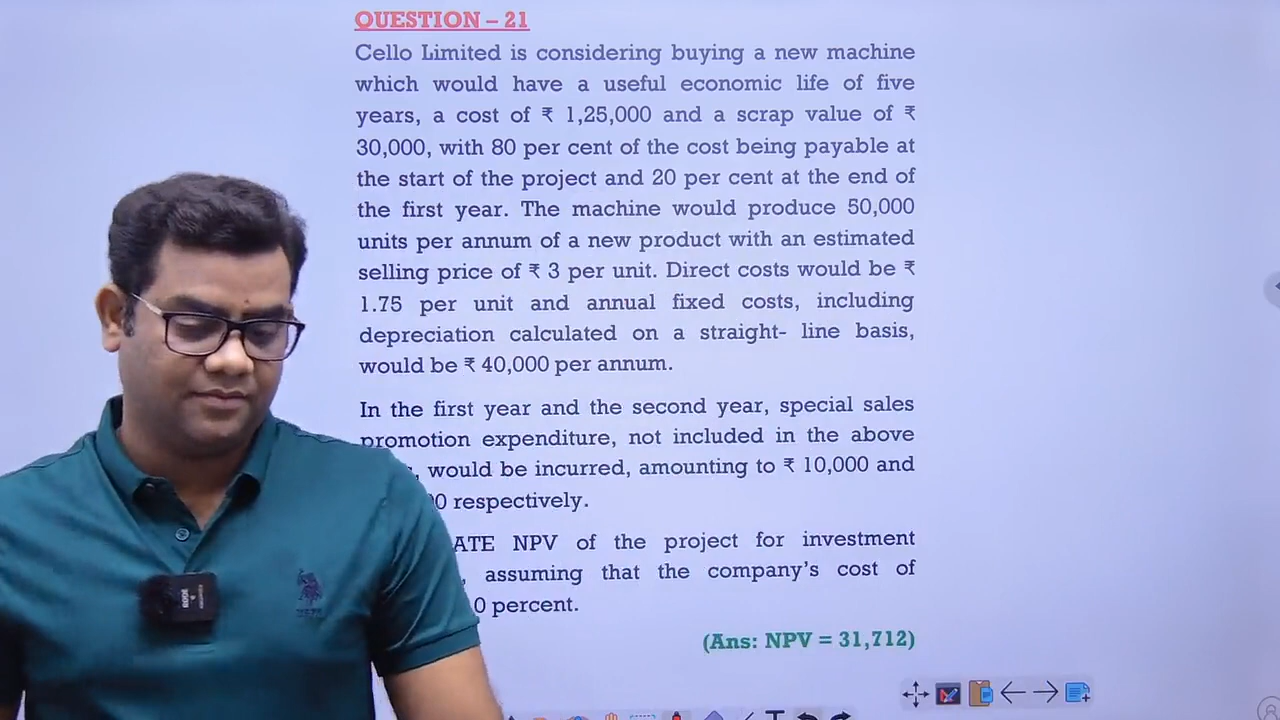 QUESTION – 21
Cello Limited is considering buying a new machine
which would have a useful economic life of five
years, a cost of ₹ 1,25,000 and a scrap value of ₹
30,000, with 80 per cent of the cost being payable at
the start of the project and 20 per cent at the end of
the first year. The machine would produce 50,000
units per annum of a new product with an estimated
selling price of ₹ 3 per unit. Direct costs would be ₹
1.75 per unit and annual fixed costs, including
depreciation calculated on a straight- line basis,
would be ₹ 40,000 per annum.
In the first year and the second year, special sales
promotion expenditure, not included in the above
, would be incurred, amounting to ₹ 10,000 and
0 respectively.
ATE NPV of the project for investment
, assuming that the company's cost of
0 percent.
(Ans: NPV = 31,712)